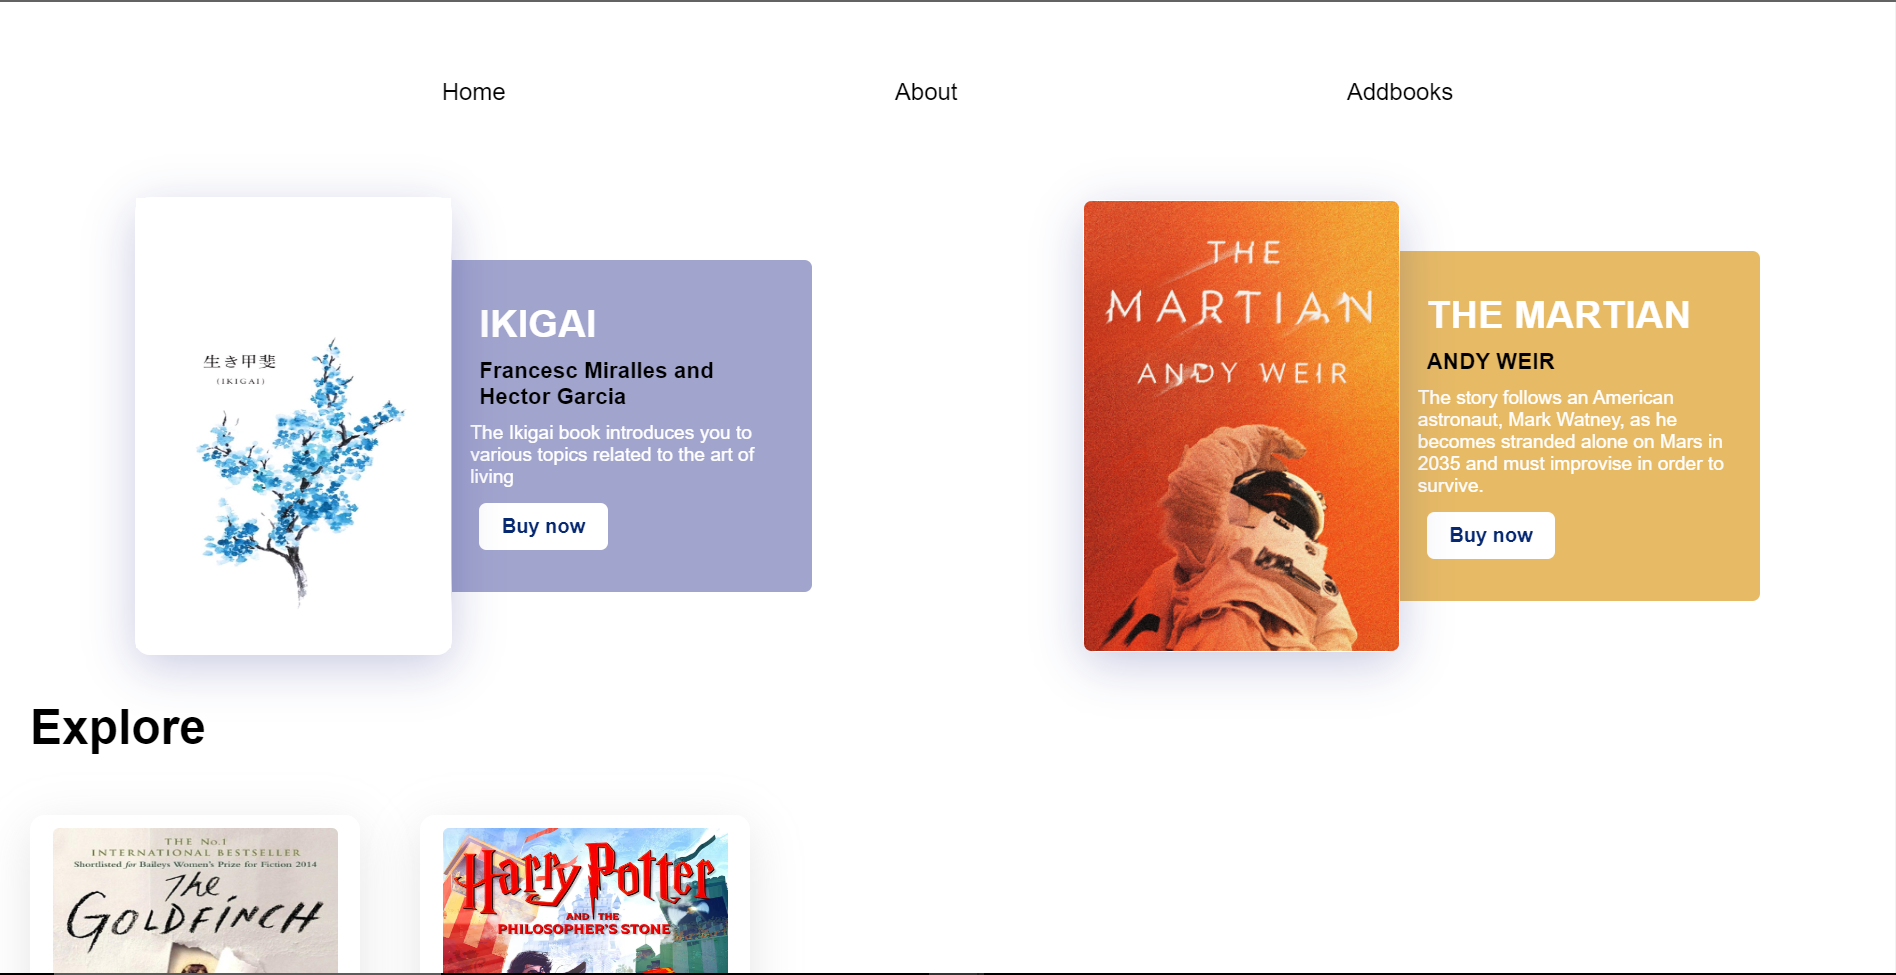 Home
About
Addbooks
生き甲斐
(IKIGAI)
IKIGAI
Francesc Miralles and
Hector Garcia
The Ikigai book introduces you to
various topics related to the art of
living
Buy now
THE
MARTIAN
ANDY WEIR
THE MARTIAN
ANDY WEIR
The story follows an American
astronaut, Mark Watney, as he
becomes stranded alone on Mars in
2035 and must improvise in order to
survive.
Buy now
Explore
THE No.1
INTERNATIONAL BESTSELLER
Shortlisted for Baileys Women's Prize for Fiction 2014
The
GOLDFINCH
Harry Potter
AND THE
PHILOSOPHER'S STONE